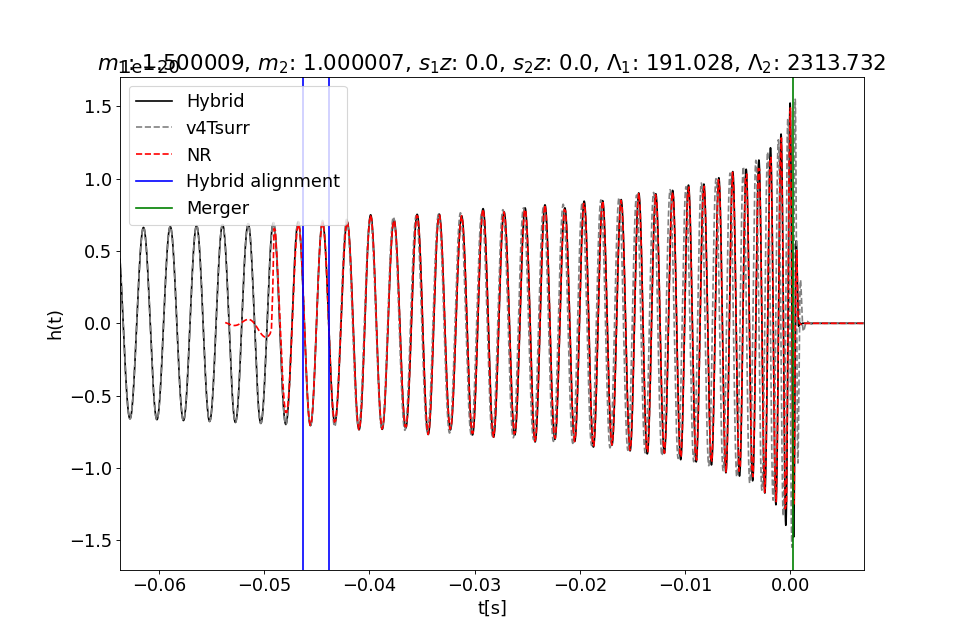 m₁: 1.500009, m₂: 1.000007, s₁z: 0.0, s₂z: 0.0, Λ₁: 191.028, Λ₂: 2313.732
1e−20
Hybrid
v4Tsurr
NR
Hybrid alignment
Merger
1.5
1.0
0.5
0.0
−0.5
−1.0
−1.5
h(t)
−0.06 −0.05 −0.04 −0.03 −0.02 −0.01 0.00
t[s]